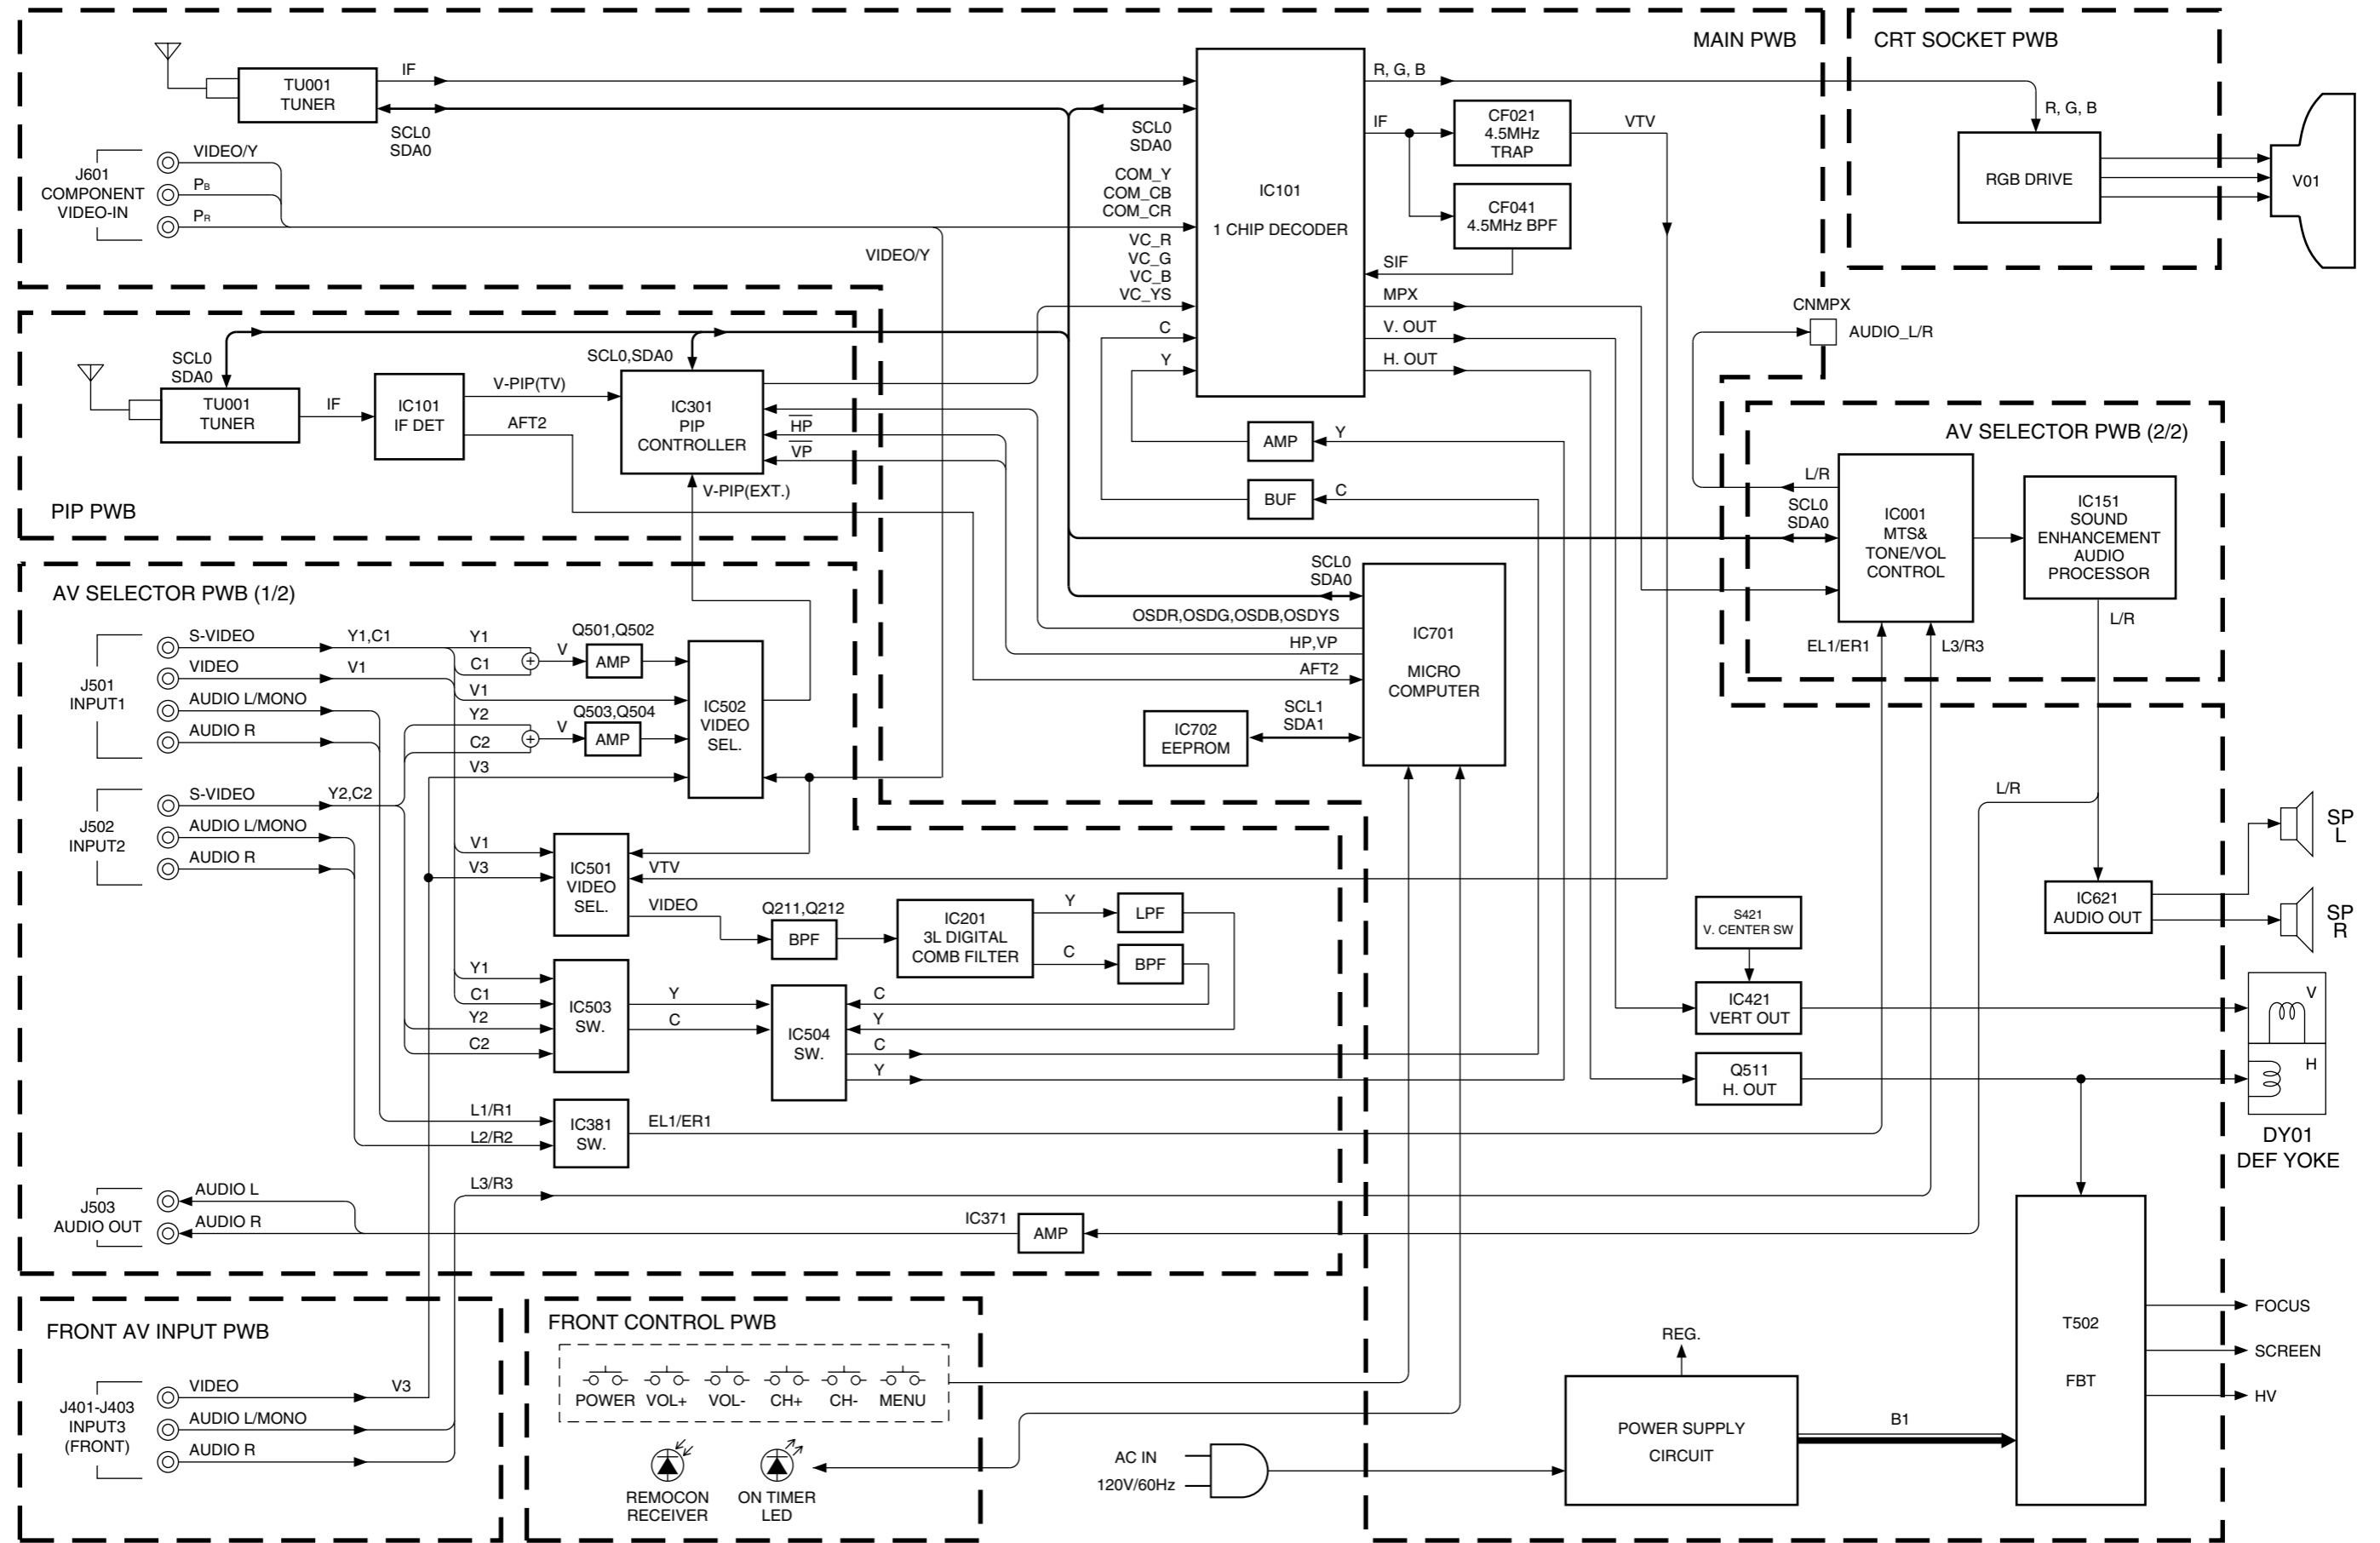 MAIN PWB
CRT SOCKET PWB
TU001
TUNER
IF
SCL0
SDA0
J601
COMPONENT
VIDEO-IN
VIDEO/Y
PB
PR
VIDEO/Y
SCL0
SDA0
COM_Y
COM_CB
COM_CR
VC_R
VC_G
VC_B
VC_YS
C
Y
IC101
1 CHIP DECODER
R, G, B
IF
CF021
4.5MHz
TRAP
VTV
CF041
4.5MHz BPF
SIF
MPX
V. OUT
H. OUT
R, G, B
RGB DRIVE
V01
CNMPX
AUDIO_L/R
PIP PWB
SCL0
SDA0
TU001
TUNER
IF
IC101
IF DET
V-PIP(TV)
AFT2
SCL0,SDA0
IC301
PIP
CONTROLLER
HP
VP
V-PIP(EXT.)
AMP
Y
BUF
C
AV SELECTOR PWB (2/2)
L/R
SCL0
SDA0
IC001
MTS&
TONE/VOL
CONTROL
IC151
SOUND
ENHANCEMENT
AUDIO
PROCESSOR
EL1/ER1
L3/R3
L/R
SCL0
SDA0
OSDR,OSDG,OSDB,OSDYS
HP,VP
AFT2
IC701
MICRO
COMPUTER
IC702
EEPROM
SCL1
SDA1
AV SELECTOR PWB (1/2)
J501
INPUT1
S-VIDEO
VIDEO
AUDIO L/MONO
AUDIO R
Y1,C1
V1
Y1
C1
V1
V
Q501,Q502
AMP
Y2
C2
V3
V
Q503,Q504
AMP
IC502
VIDEO
SEL.
J502
INPUT2
S-VIDEO
AUDIO L/MONO
AUDIO R
Y2,C2
V1
V3
IC501
VIDEO
SEL.
VTV
VIDEO
Q211,Q212
BPF
IC201
3L DIGITAL
COMB FILTER
Y
C
LPF
BPF
Y1
C1
Y2
C2
IC503
SW.
Y
C
IC504
SW.
C
Y
C
Y
L1/R1
L2/R2
IC381
SW.
EL1/ER1
J503
AUDIO OUT
AUDIO L
AUDIO R
L3/R3
IC371
AMP
L/R
IC621
AUDIO OUT
SP
L
SP
R
S421
V. CENTER SW
IC421
VERT OUT
Q511
H. OUT
V
H
DY01
DEF YOKE
FRONT AV INPUT PWB
J401-J403
INPUT3
(FRONT)
VIDEO
AUDIO L/MONO
AUDIO R
V3
FRONT CONTROL PWB
POWER
VOL+
VOL-
CH+
CH-
MENU
REMOCON
RECEIVER
ON TIMER
LED
AC IN
120V/60Hz
REG.
POWER SUPPLY
CIRCUIT
B1
T502
FBT
FOCUS
SCREEN
HV